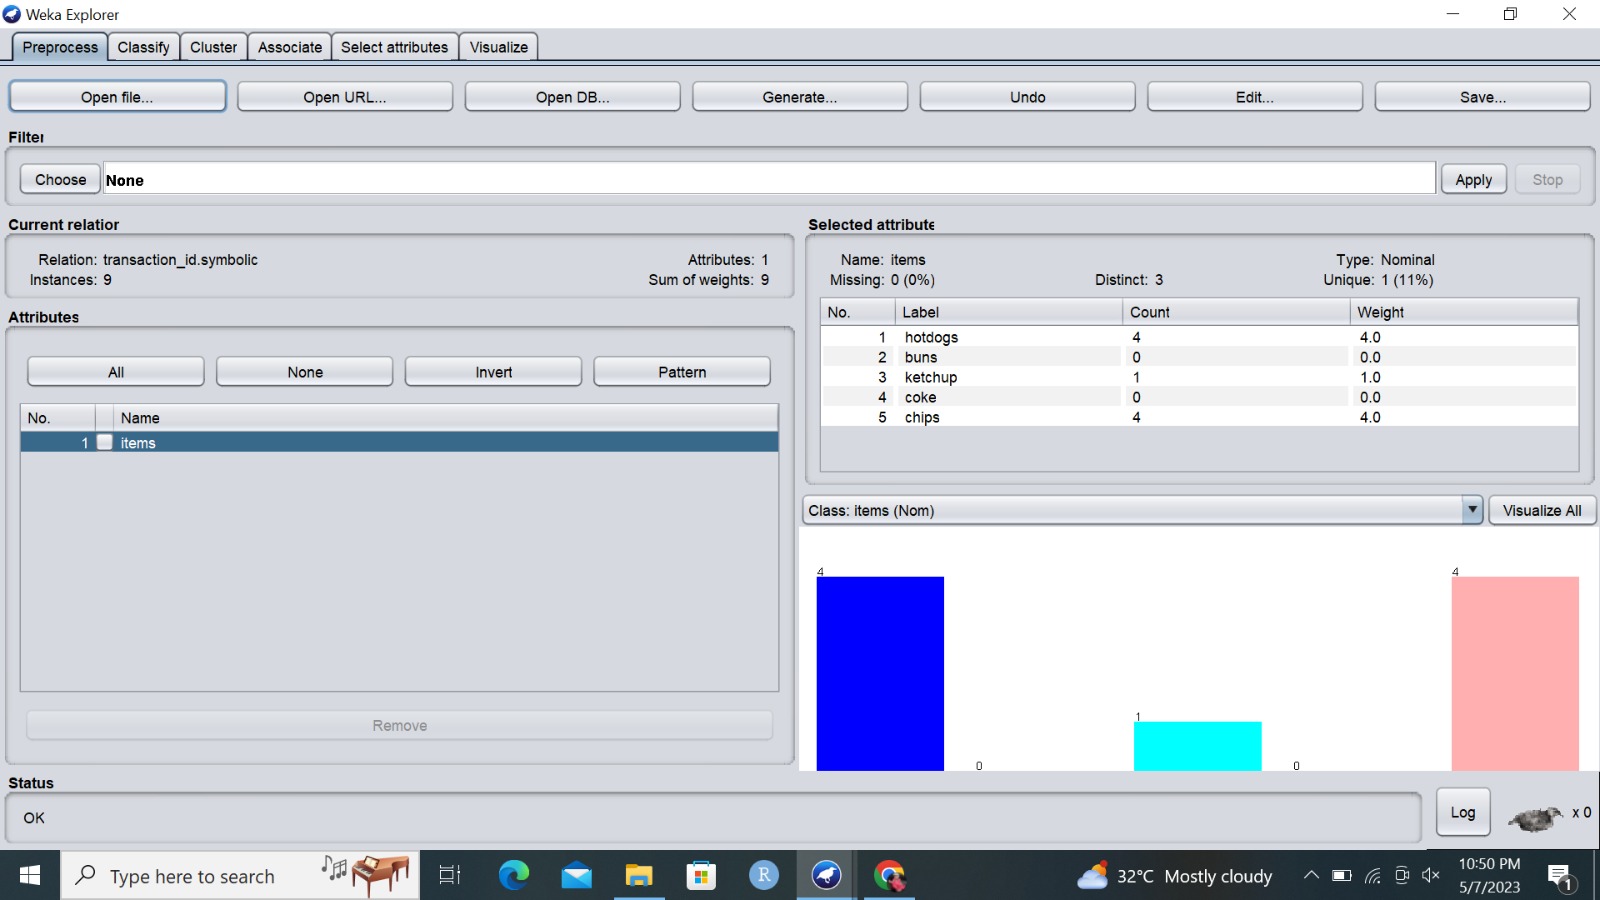 Weka Explorer
Preprocess Classify Cluster Associate Select attributes Visualize
Open file... Open URL... Open DB... Generate... Undo Edit... Save...
Filter
Choose None Apply Stop
Current relation
Relation: transaction_id.symbolic Attributes: 1
Instances: 9 Sum of weights: 9
Attributes
All None Invert Pattern
No. Name
1 items
Remove
Selected attribute
Name: items Type: Nominal
Missing: 0 (0%) Distinct: 3 Unique: 1 (11%)
No. Label Count Weight
1 hotdogs 4 4.0
2 buns 0 0.0
3 ketchup 1 1.0
4 coke 0 0.0
5 chips 4 4.0
Class: items (Nom) Visualize All
4 0 1 0 4
Status
OK
Log x 0
Type here to search
R
32°C Mostly cloudy
10:50 PM
5/7/2023
1